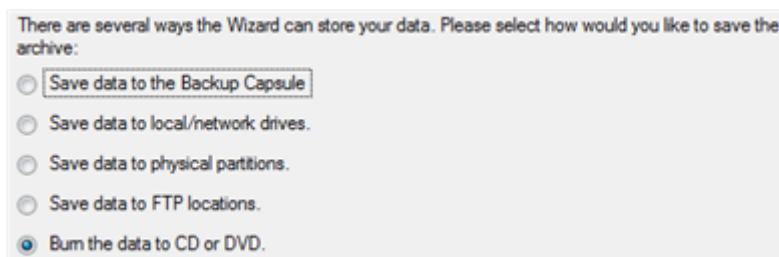 There are several ways the Wizard can store your data. Please select how would you like to save the
archive:
Save data to the Backup Capsule
Save data to local/network drives.
Save data to physical partitions.
Save data to FTP locations.
Burn the data to CD or DVD.